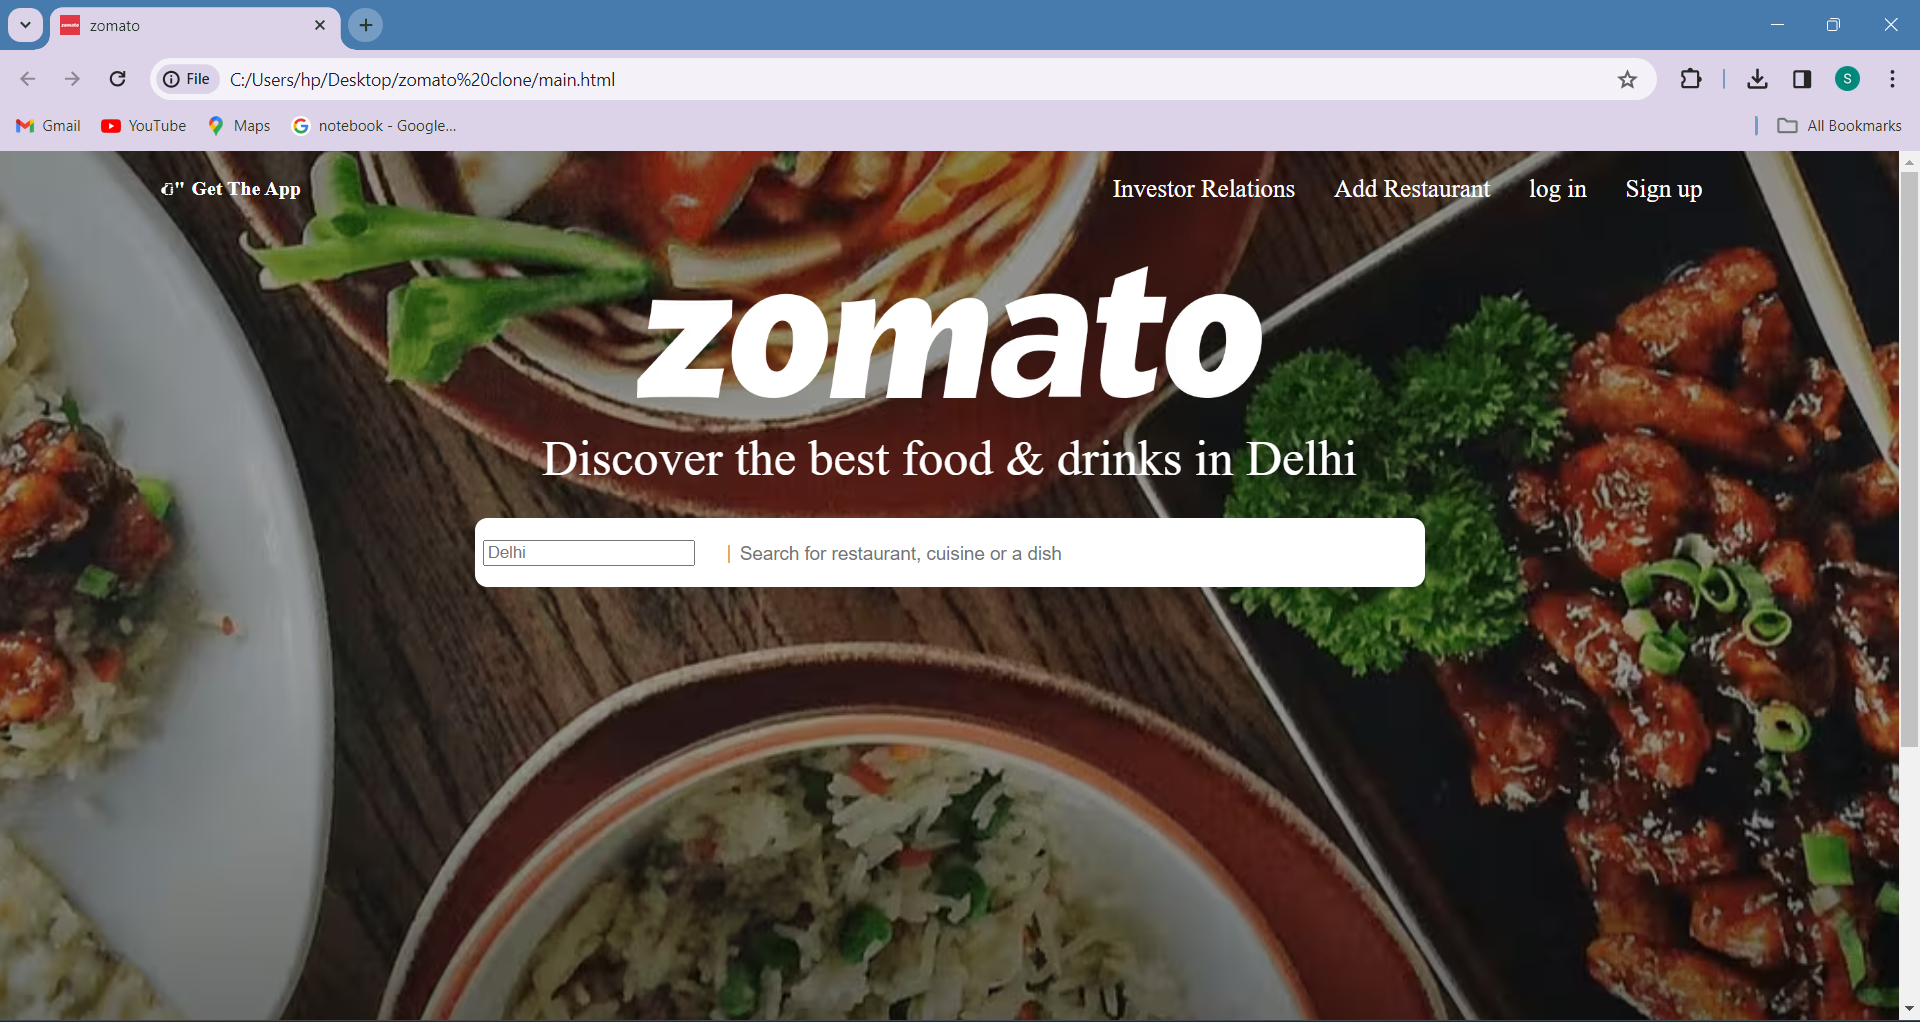 zomato
File C:/Users/hp/Desktop/zomato%20clone/main.html S
Gmail YouTube Maps notebook - Google... All Bookmarks
Get The App Investor Relations Add Restaurant log in Sign up
zomato
Discover the best food & drinks in Delhi
Delhi | Search for restaurant, cuisine or a dish